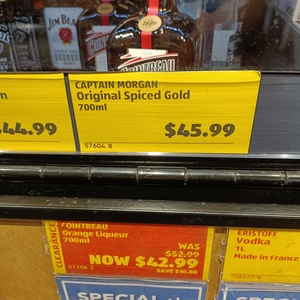 JIM BEAM
COINTREAU
m
44.99
CAPTAIN MORGAN
Original Spiced Gold
700ml
$45.99
57604 8
CLEARANCE
COINTREAU
Orange Liqueur
700ml
WAS
$52.99
NOW $42.99
SAVE $10.00
ERISTOFF
Vodka
1L
Made in France
SPECIAL
SPECIAL